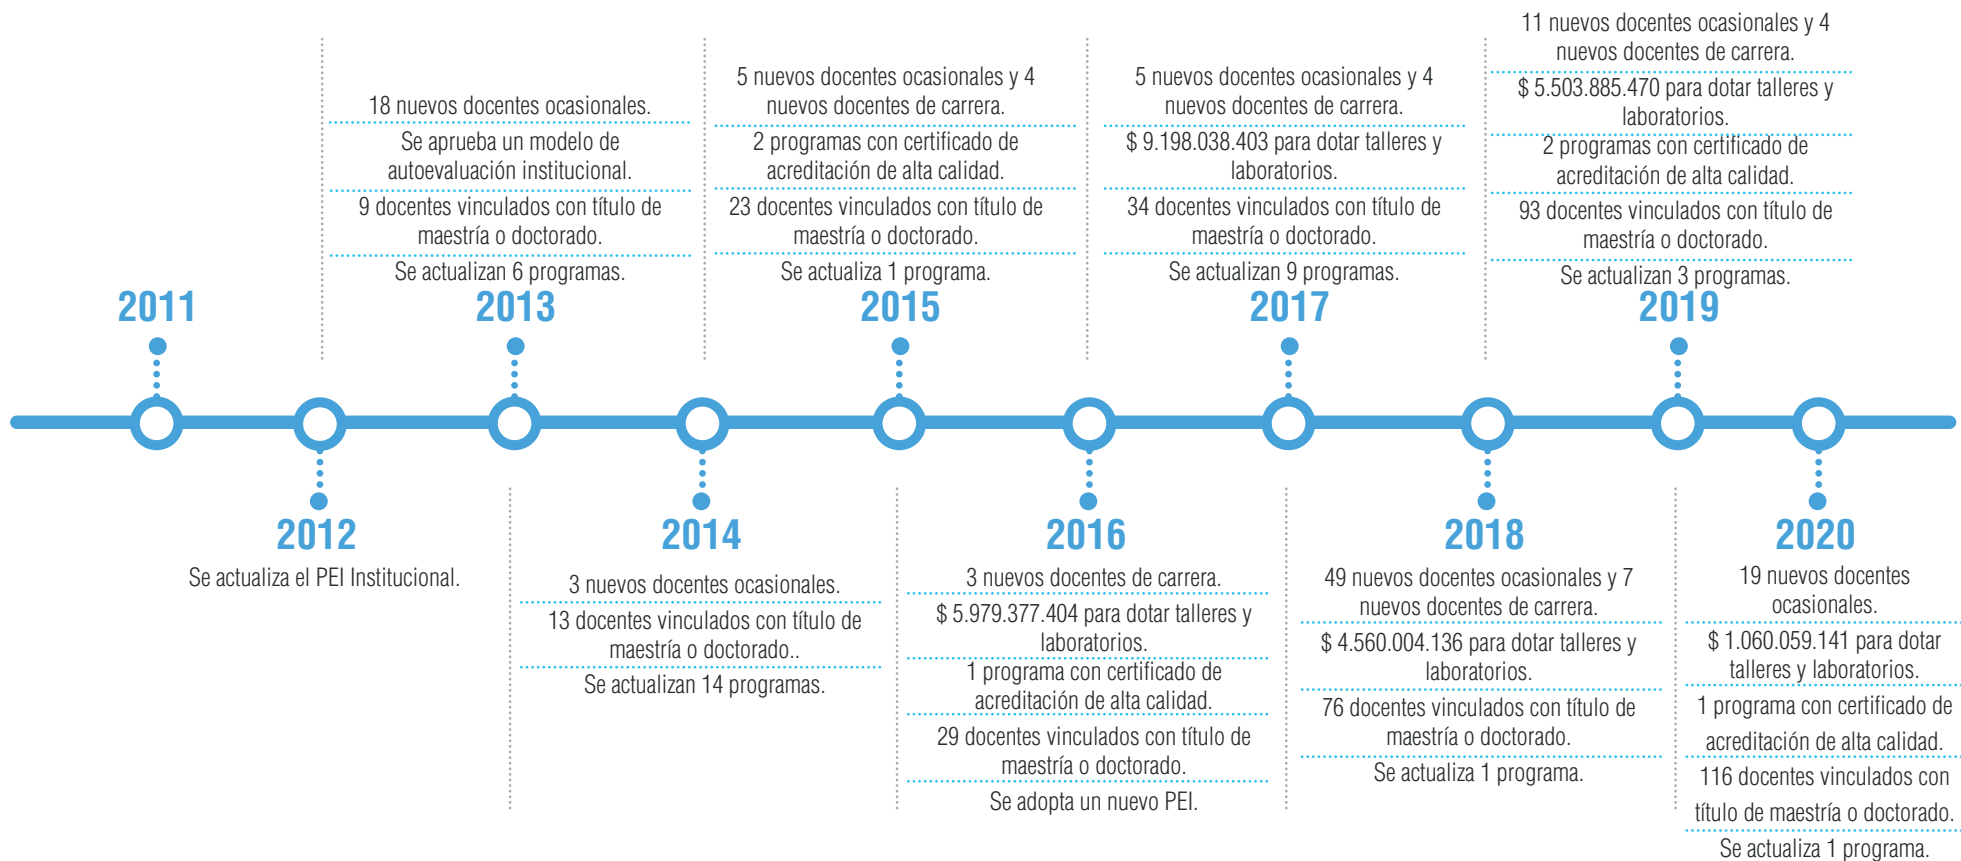 2011
2012
Se actualiza el PEI Institucional.
18 nuevos docentes ocasionales.
Se aprueba un modelo de
autoevaluación institucional.
9 docentes vinculados con título de
maestría o doctorado.
Se actualizan 6 programas.
2013
2014
3 nuevos docentes ocasionales.
13 docentes vinculados con título de
maestría o doctorado..
Se actualizan 14 programas.
5 nuevos docentes ocasionales y 4
nuevos docentes de carrera.
2 programas con certificado de
acreditación de alta calidad.
23 docentes vinculados con título de
maestría o doctorado.
Se actualiza 1 programa.
2015
2016
3 nuevos docentes de carrera.
$ 5.979.377.404 para dotar talleres y
laboratorios.
1 programa con certificado de
acreditación de alta calidad.
29 docentes vinculados con título de
maestría o doctorado.
Se adopta un nuevo PEI.
5 nuevos docentes ocasionales y 4
nuevos docentes de carrera.
$ 9.198.038.403 para dotar talleres y
laboratorios.
34 docentes vinculados con título de
maestría o doctorado.
Se actualizan 9 programas.
2017
2018
49 nuevos docentes ocasionales y 7
nuevos docentes de carrera.
$ 4.560.004.136 para dotar talleres y
laboratorios.
76 docentes vinculados con título de
maestría o doctorado.
Se actualiza 1 programa.
11 nuevos docentes ocasionales y 4
nuevos docentes de carrera.
$ 5.503.885.470 para dotar talleres y
laboratorios.
2 programas con certificado de
acreditación de alta calidad.
93 docentes vinculados con título de
maestría o doctorado.
Se actualizan 3 programas.
2019
2020
19 nuevos docentes
ocasionales.
$ 1.060.059.141 para dotar
talleres y laboratorios.
1 programa con certificado de
acreditación de alta calidad.
116 docentes vinculados con
título de maestría o doctorado.
Se actualiza 1 programa.